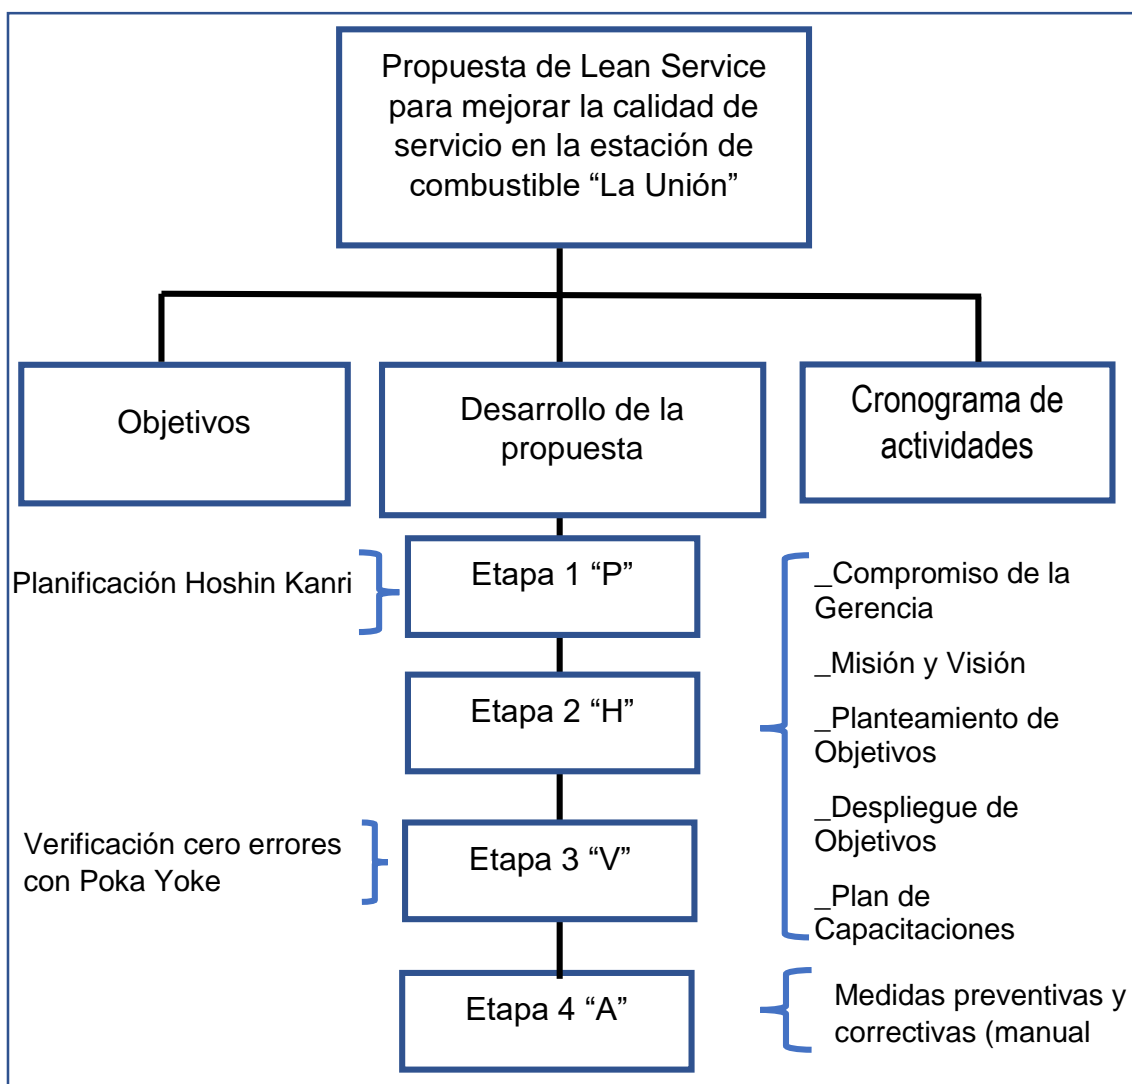 Propuesta de Lean Service
para mejorar la calidad de
servicio en la estación de
combustible “La Unión”
Objetivos
Desarrollo de la
propuesta
Cronograma de
actividades
Planificación Hoshin Kanri
Etapa 1 “P”
Etapa 2 “H”
_Compromiso de la
Gerencia
_Misión y Visión
_Planteamiento de
Objetivos
_Despliegue de
Objetivos
_Plan de
Capacitaciones
Verificación cero errores
con Poka Yoke
Etapa 3 “V”
Etapa 4 “A”
Medidas preventivas y
correctivas (manual